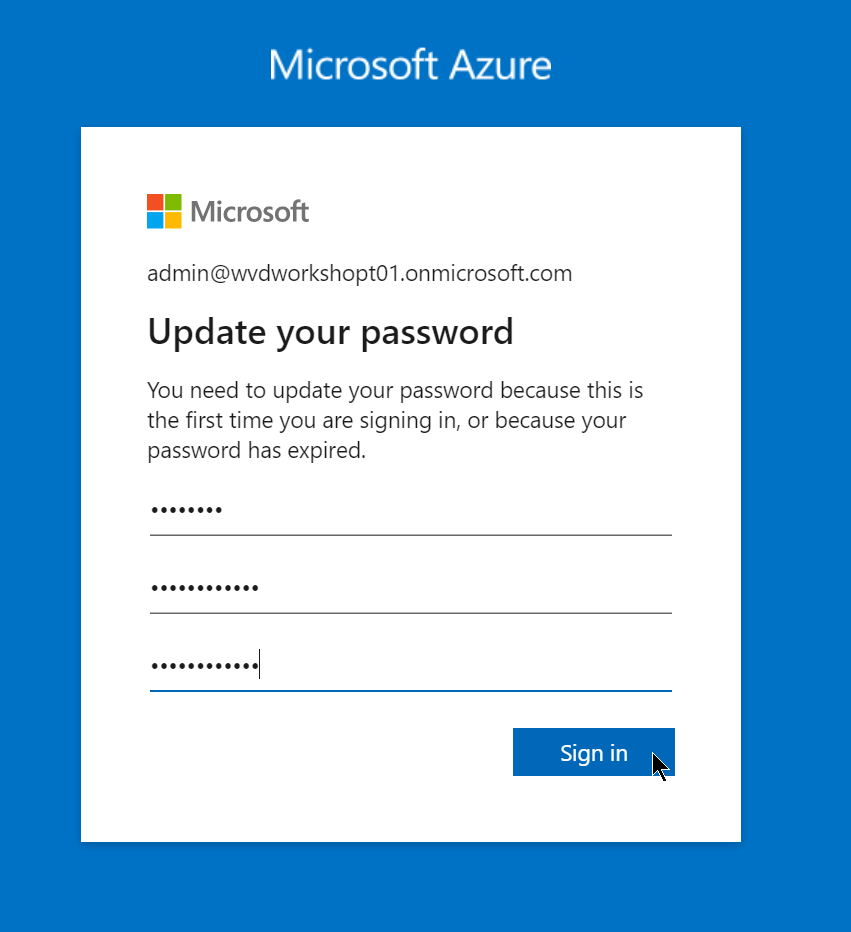 Microsoft Azure
Microsoft
admin@wvdworkshopt01.onmicrosoft.com
Update your password
You need to update your password because this is
the first time you are signing in, or because your
password has expired.
••••••••
••••••••••••
••••••••••••
Sign in